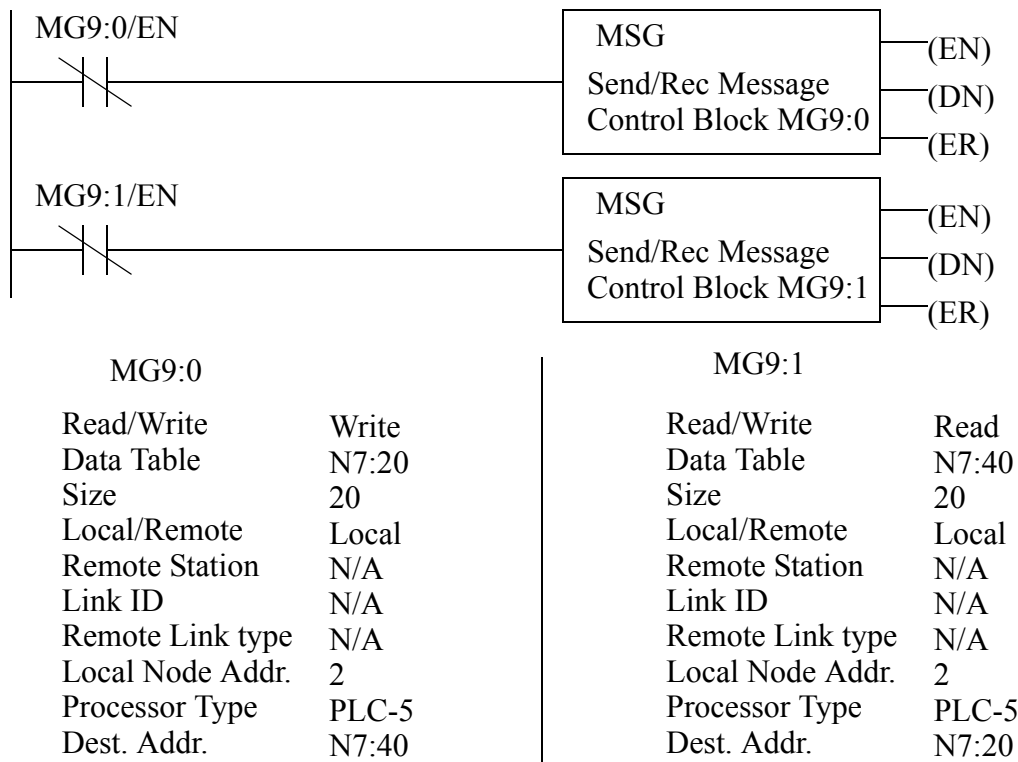 MG9:0/EN
MSG
Send/Rec Message
Control Block MG9:0
(EN)
(DN)
(ER)
MG9:1/EN
MSG
Send/Rec Message
Control Block MG9:1
(EN)
(DN)
(ER)
MG9:0
Read/Write Write
Data Table N7:20
Size 20
Local/Remote Local
Remote Station N/A
Link ID N/A
Remote Link type N/A
Local Node Addr. 2
Processor Type PLC-5
Dest. Addr. N7:40
MG9:1
Read/Write Read
Data Table N7:40
Size 20
Local/Remote Local
Remote Station N/A
Link ID N/A
Remote Link type N/A
Local Node Addr. 2
Processor Type PLC-5
Dest. Addr. N7:20